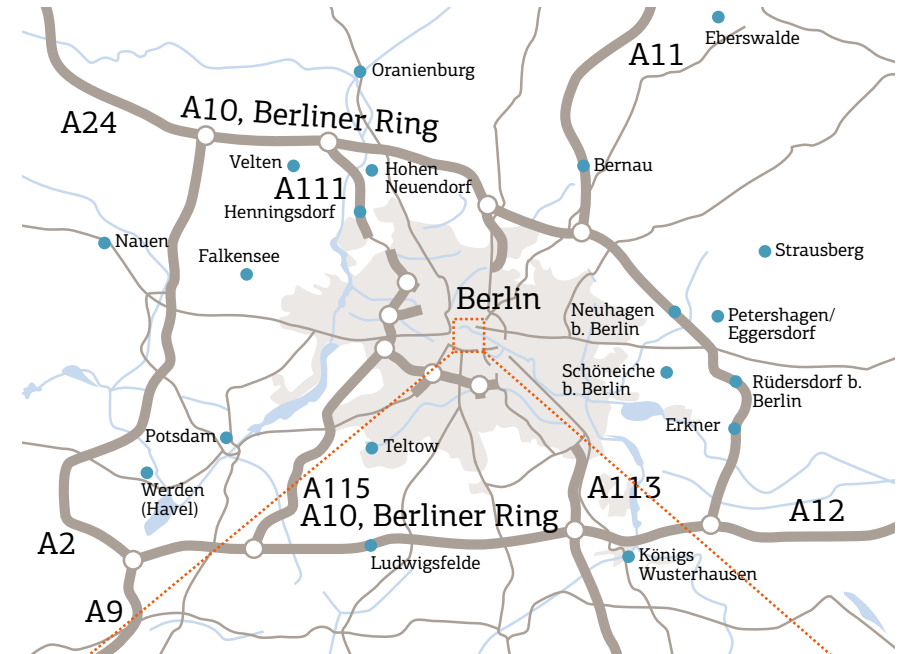 Eberswalde
A11
Oranienburg
A10, Berliner Ring
A24
Velten
Hohen
Neuendorf
Bernau
A111
Henningsdorf
Nauen
Falkensee
Strausberg
Berlin
Neuhagen
b. Berlin
Petershagen/
Eggersdorf
Schöneiche
b. Berlin
Rüdersdorf b.
Berlin
Erkner
Potsdam
Teltow
Werden
(Havel)
A115
A113
A10, Berliner Ring
A12
A2
Ludwigsfelde
Königs
Wusterhausen
A9